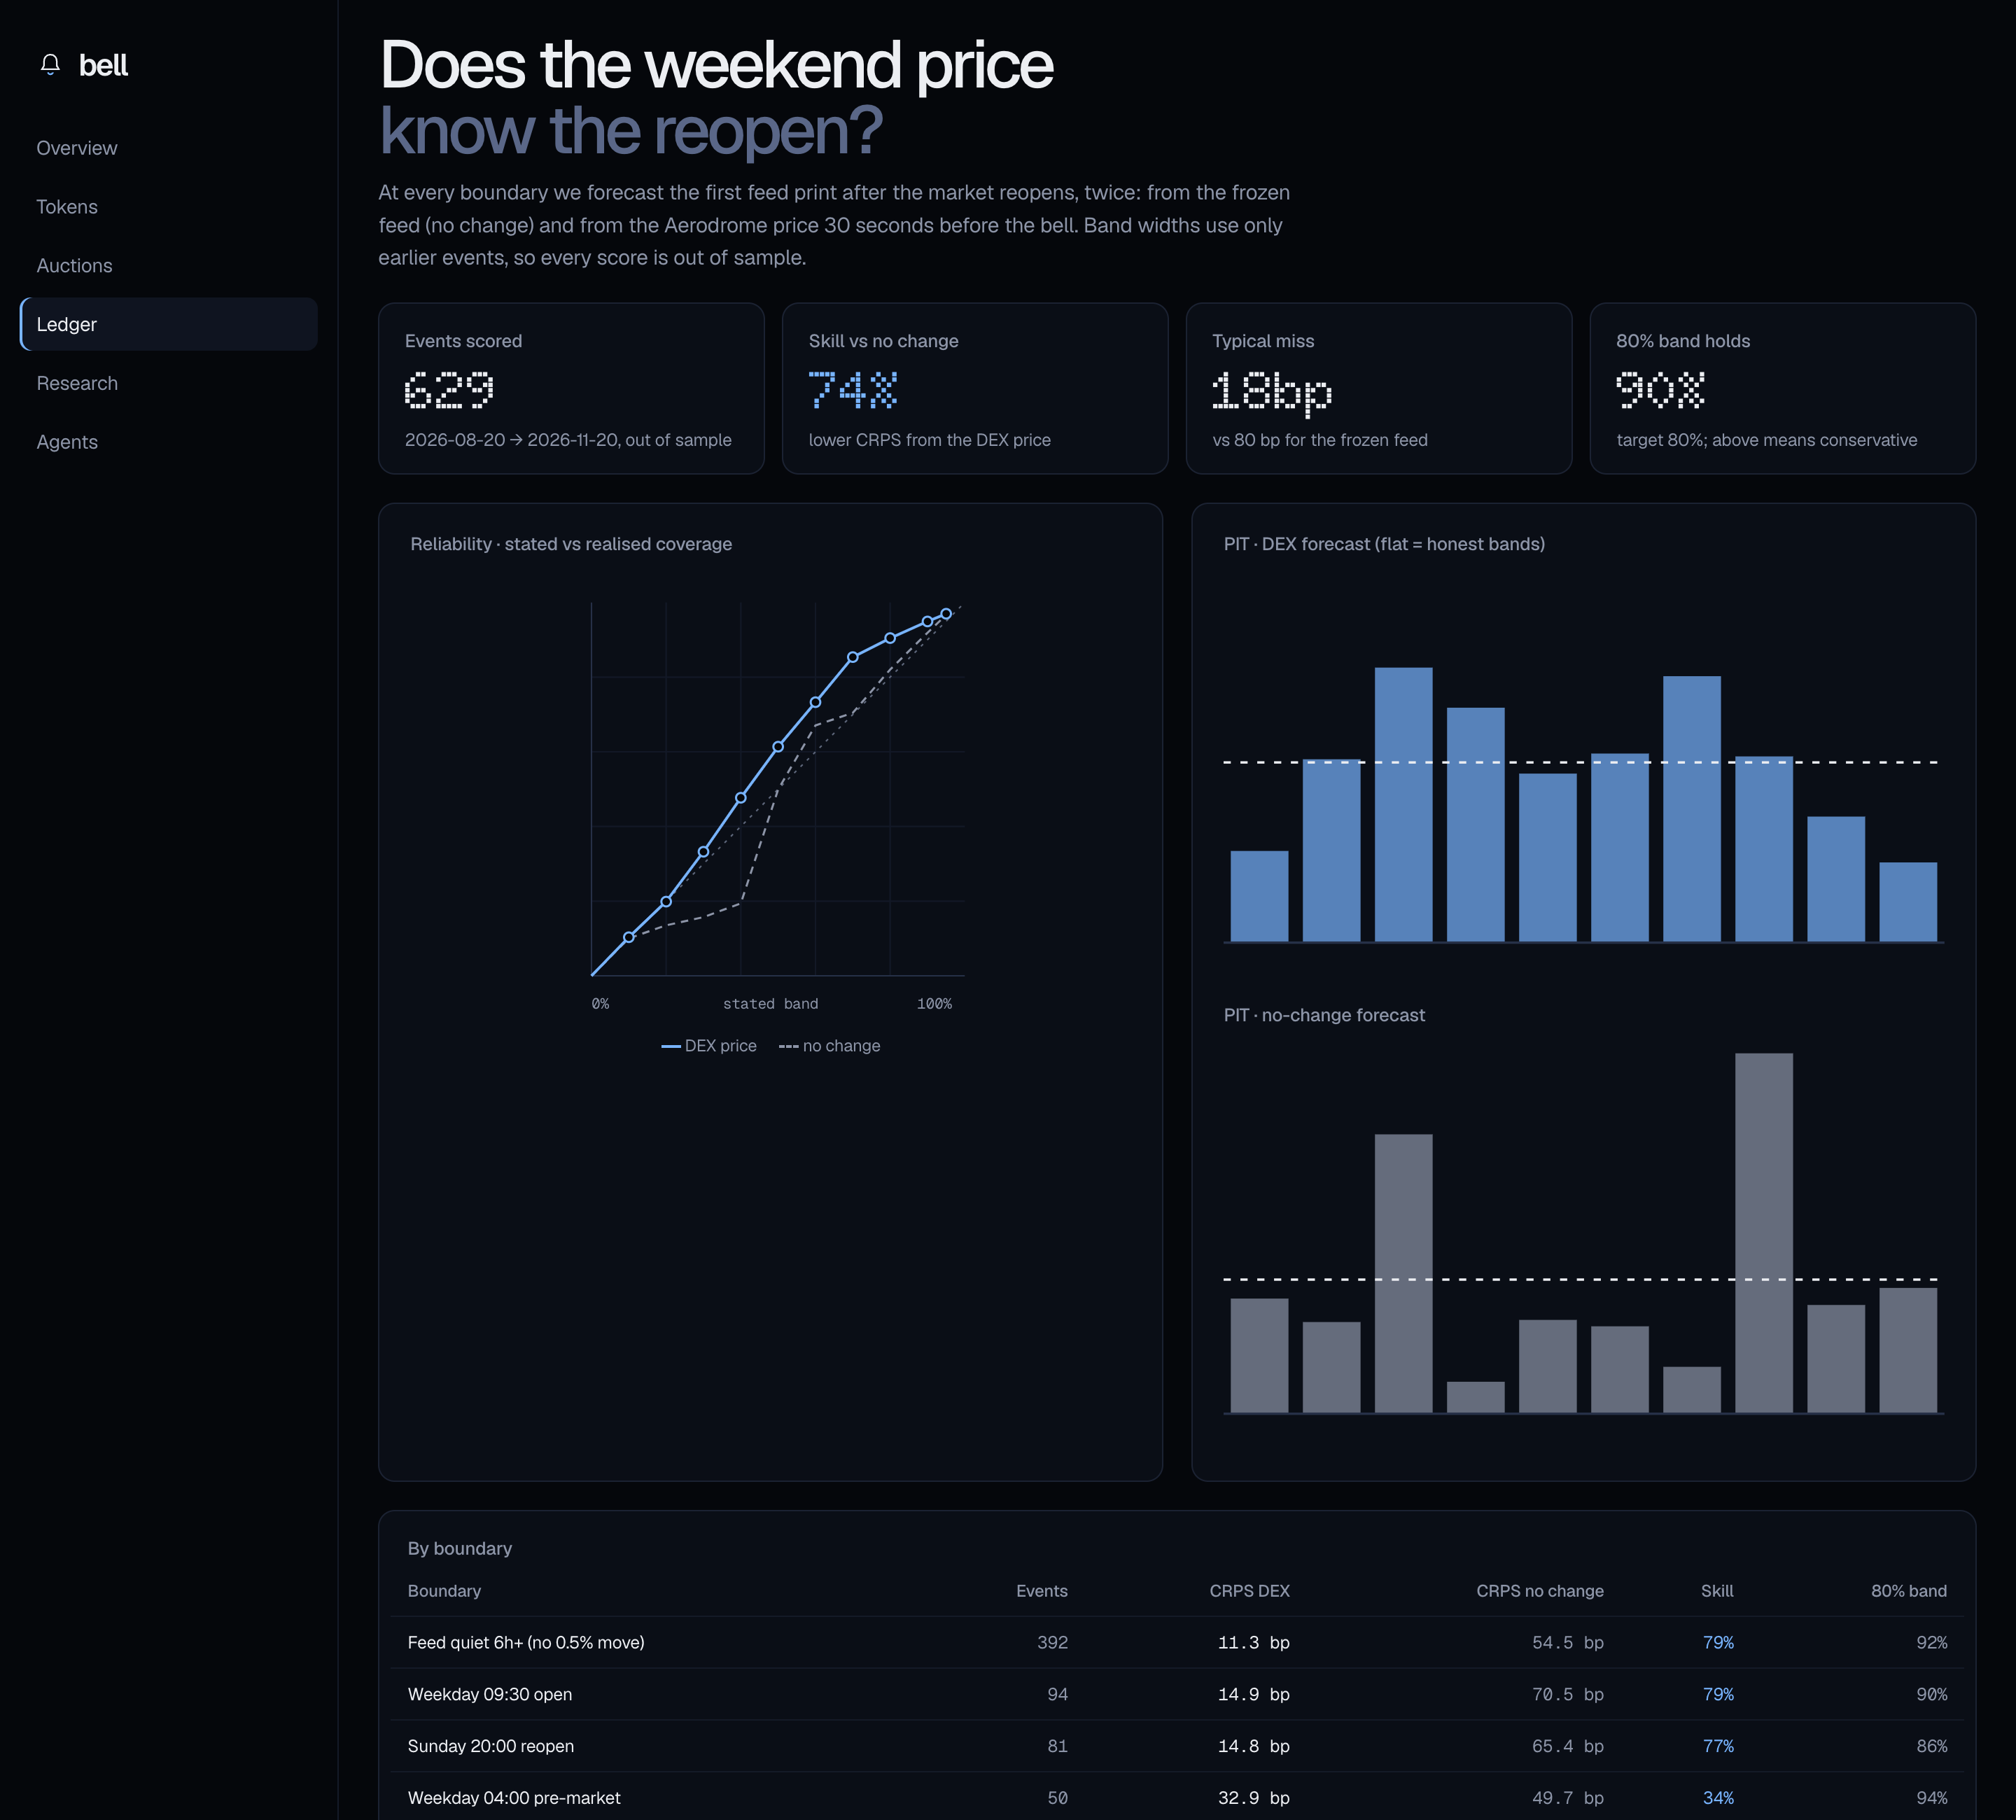 bell
Overview
Tokens
Auctions
Ledger
Research
Agents
Does the weekend price
know the reopen?
At every boundary we forecast the first feed print after the market reopens, twice: from the frozen
feed (no change) and from the Aerodrome price 30 seconds before the bell. Band widths use only
earlier events, so every score is out of sample.
Events scored
629
2026-08-20 → 2026-11-20, out of sample
Skill vs no change
74%
lower CRPS from the DEX price
Typical miss
18bp
vs 80 bp for the frozen feed
80% band holds
90%
target 80%; above means conservative
Reliability · stated vs realised coverage
0% stated band 100%
DEX price no change
PIT · DEX forecast (flat = honest bands)
PIT · no-change forecast
By boundary
Boundary Events CRPS DEX CRPS no change Skill 80% band
Feed quiet 6h+ (no 0.5% move) 392 11.3 bp 54.5 bp 79% 92%
Weekday 09:30 open 94 14.9 bp 70.5 bp 79% 90%
Sunday 20:00 reopen 81 14.8 bp 65.4 bp 77% 86%
Weekday 04:00 pre-market 50 32.9 bp 49.7 bp 34% 94%